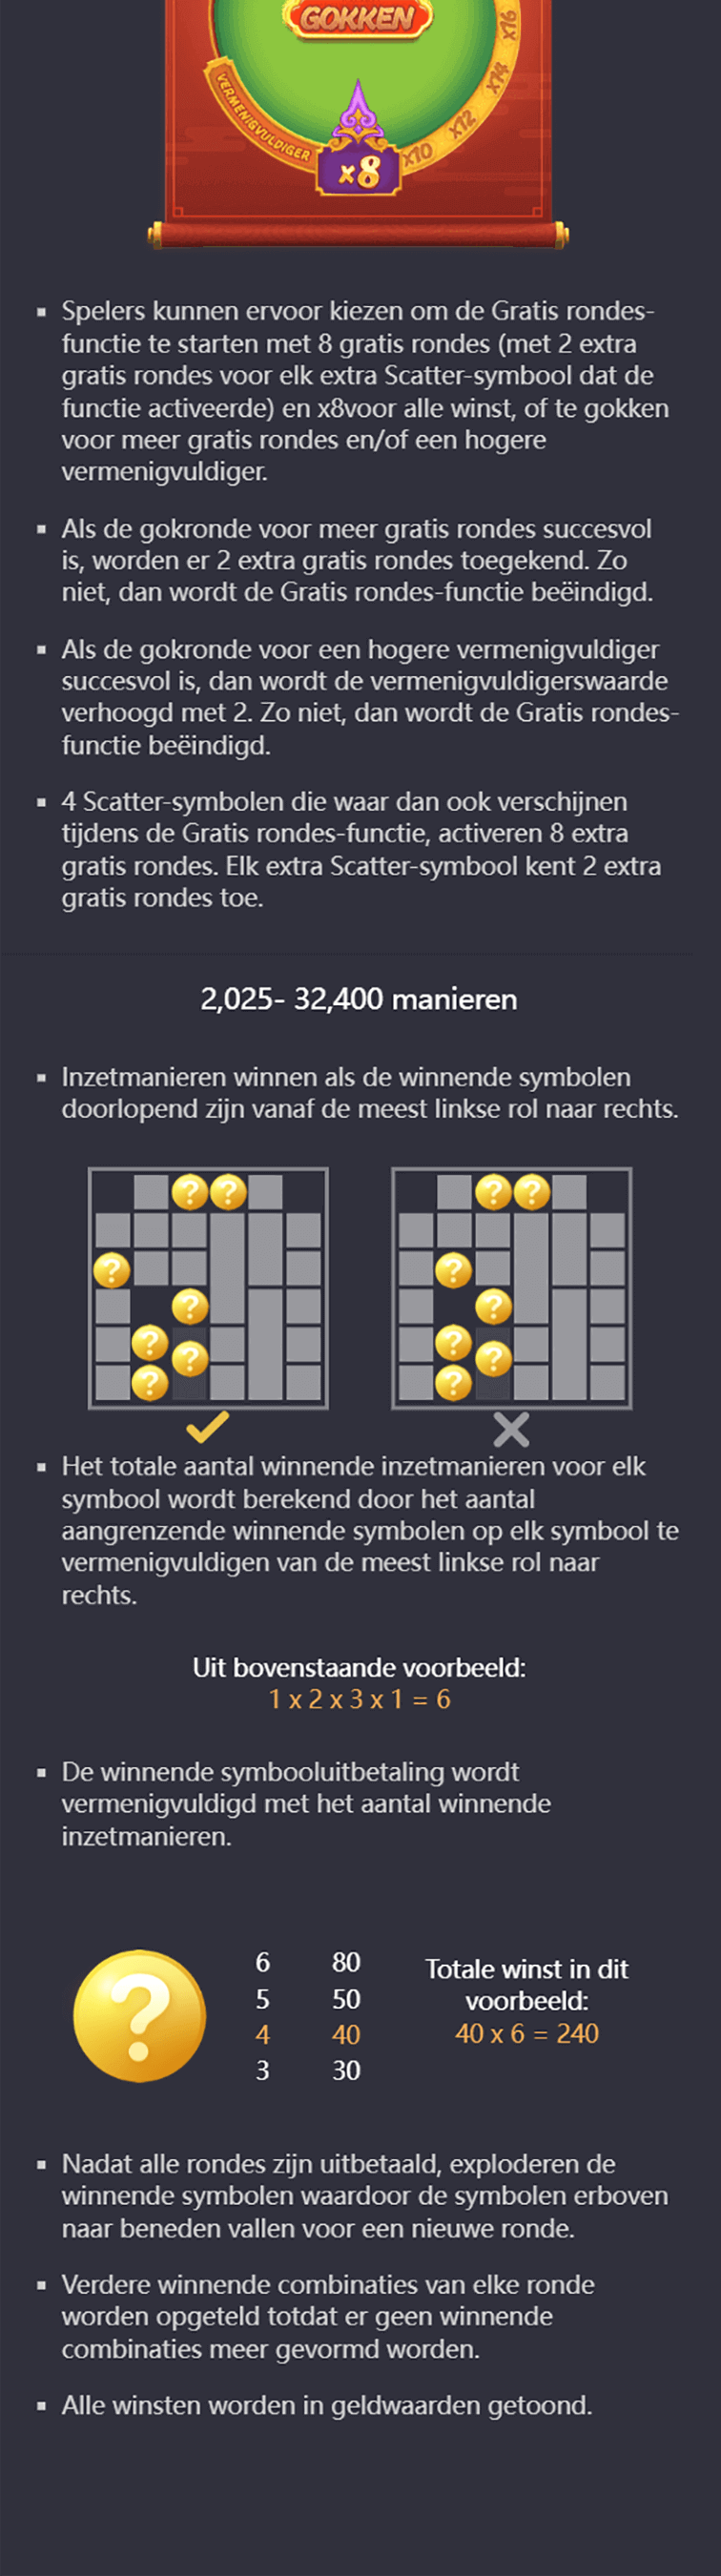 GOKKEN
VERMENIGVULDIGER
x8
x10
x12
x14
x16
Spelers kunnen ervoor kiezen om de Gratis rondes-
functie te starten met 8 gratis rondes (met 2 extra
gratis rondes voor elk extra Scatter-symbool dat de
functie activeerde) en x8voor alle winst, of te gokken
voor meer gratis rondes en/of een hogere
vermenigvuldiger.
Als de gokronde voor meer gratis rondes succesvol
is, worden er 2 extra gratis rondes toegekend. Zo
niet, dan wordt de Gratis rondes-functie beëindigd.
Als de gokronde voor een hogere vermenigvuldiger
succesvol is, dan wordt de vermenigvuldigerswaarde
verhoogd met 2. Zo niet, dan wordt de Gratis rondes-
functie beëindigd.
4 Scatter-symbolen die waar dan ook verschijnen
tijdens de Gratis rondes-functie, activeren 8 extra
gratis rondes. Elk extra Scatter-symbool kent 2 extra
gratis rondes toe.
2,025- 32,400 manieren
Inzetmanieren winnen als de winnende symbolen
doorlopend zijn vanaf de meest linkse rol naar rechts.
? ? ? ?
? ? ? ?
? ?
? ?
? ?
? ?
Het totale aantal winnende inzetmanieren voor elk
symbool wordt berekend door het aantal
aangrenzende winnende symbolen op elk symbool te
vermenigvuldigen van de meest linkse rol naar
rechts.
Uit bovenstaande voorbeeld:
1 x 2 x 3 x 1 = 6
De winnende symbooluitbetaling wordt
vermenigvuldigd met het aantal winnende
inzetmanieren.
?
6 80
5 50
4 40
3 30
Totale winst in dit
voorbeeld:
40 x 6 = 240
Nadat alle rondes zijn uitbetaald, exploderen de
winnende symbolen waardoor de symbolen erboven
naar beneden vallen voor een nieuwe ronde.
Verdere winnende combinaties van elke ronde
worden opgeteld totdat er geen winnende
combinaties meer gevormd worden.
Alle winsten worden in geldwaarden getoond.